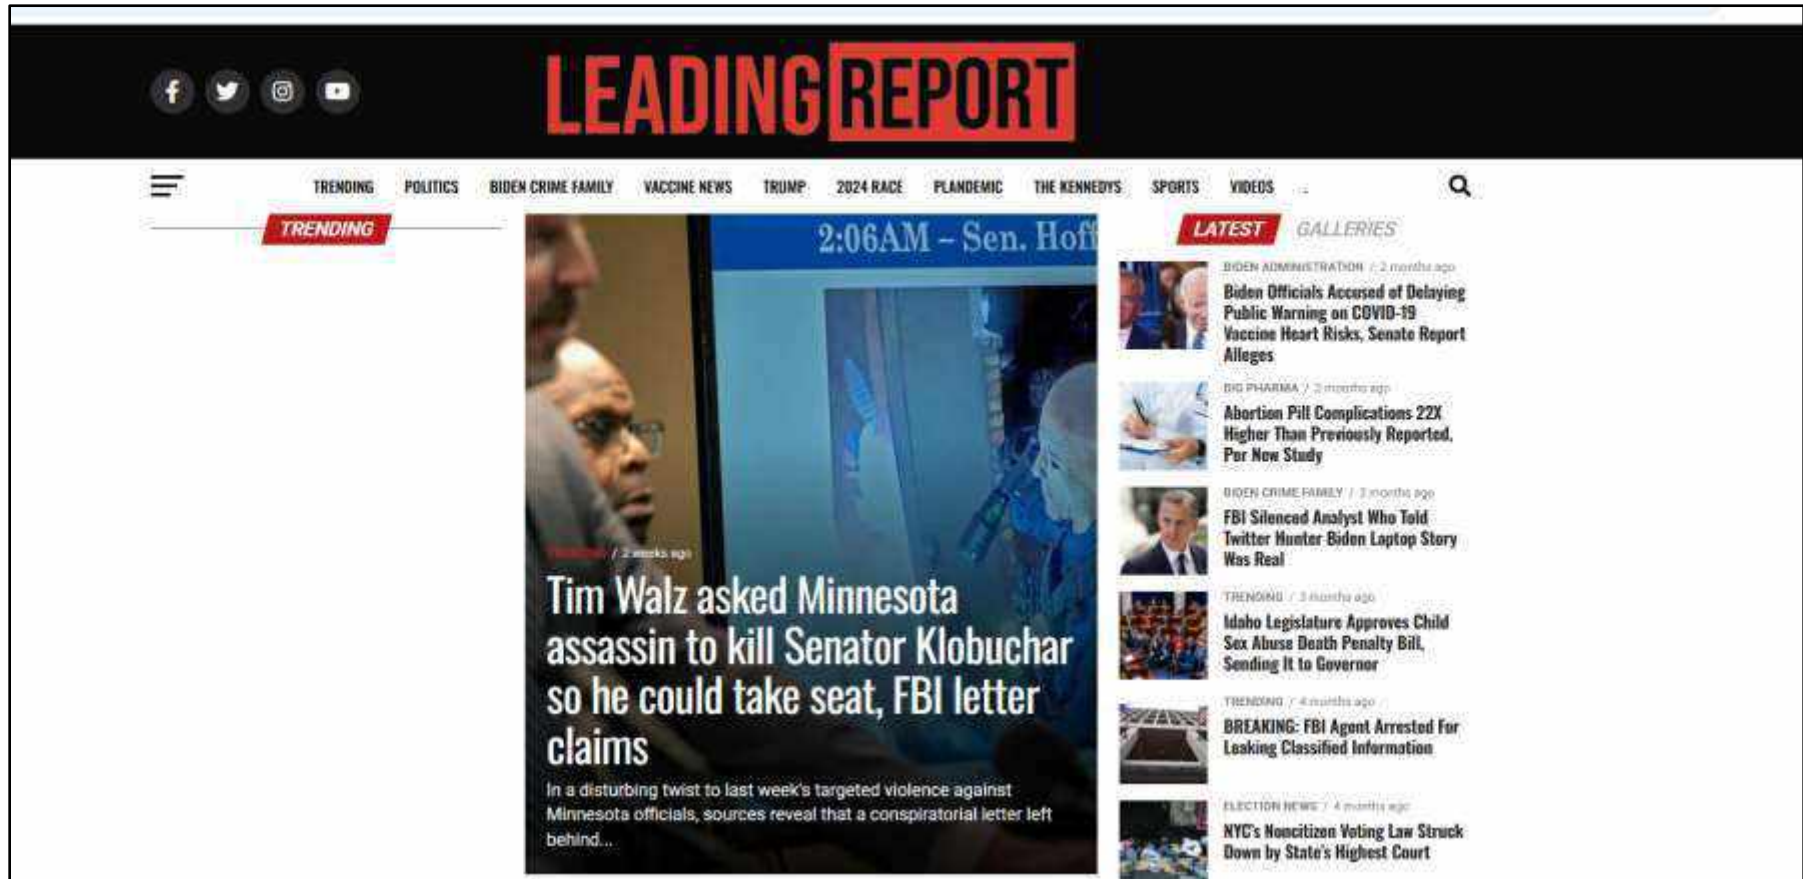 LEADING REPORT
TRENDING POLITICS BIDEN CRIME FAMILY VACCINE NEWS TRUMP 2024 RACE PLANDEMIC THE KENNEDYS SPORTS VIDEOS
TRENDING
2:06AM – Sen. Hoff
/ 2 weeks ago
Tim Walz asked Minnesota
assassin to kill Senator Klobuchar
so he could take seat, FBI letter
claims
In a disturbing twist to last week's targeted violence against
Minnesota officials, sources reveal that a conspiratorial letter left
behind...
LATEST GALLERIES
BIDEN ADMINISTRATION / 2 months ago
Biden Officials Accused of Delaying
Public Warning on COVID-19
Vaccine Heart Risks, Senate Report
Alleges
BIG PHARMA / months ago
Abortion Pill Complications 22X
Higher Than Previously Reported,
Per New Study
BIDEN CRIME FAMILY / 3 months ago
FBI Silenced Analyst Who Told
Twitter Hunter Biden Laptop Story
Was Real
TRENDING / 3 months ago
Idaho Legislature Approves Child
Sex Abuse Death Penalty Bill,
Sending It to Governor
TRENDING / 4 months ago
BREAKING: FBI Agent Arrested For
Leaking Classified Information
ELECTION NEWS / 4 months ago
NYC's Noncitizen Voting Law Struck
Down by State's Highest Court